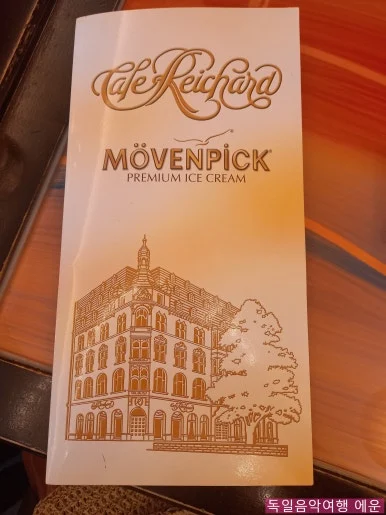 Café Reichard
MÖVENPICK
PREMIUM ICE CREAM
독일음악여행 에운